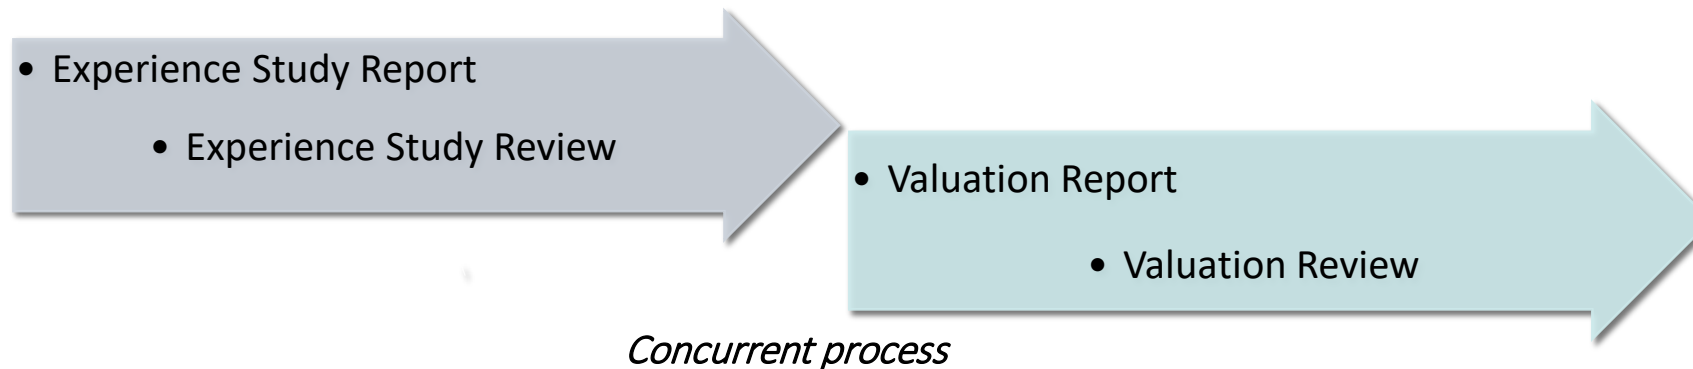 • Experience Study Report
• Experience Study Review
• Valuation Report
• Valuation Review
Concurrent process